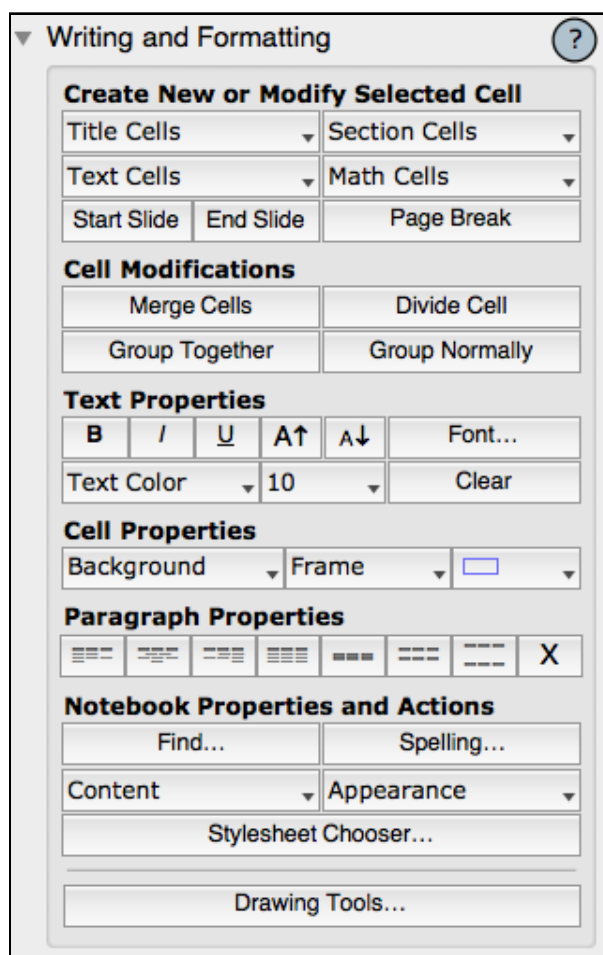 Writing and Formatting ?
Create New or Modify Selected Cell
Title Cells Section Cells
Text Cells Math Cells
Start Slide End Slide Page Break
Cell Modifications
Merge Cells Divide Cell
Group Together Group Normally
Text Properties
B I U A↑ A↓ Font...
Text Color 10 Clear
Cell Properties
Background Frame
Paragraph Properties
X
Notebook Properties and Actions
Find... Spelling...
Content Appearance
Stylesheet Chooser...
Drawing Tools...